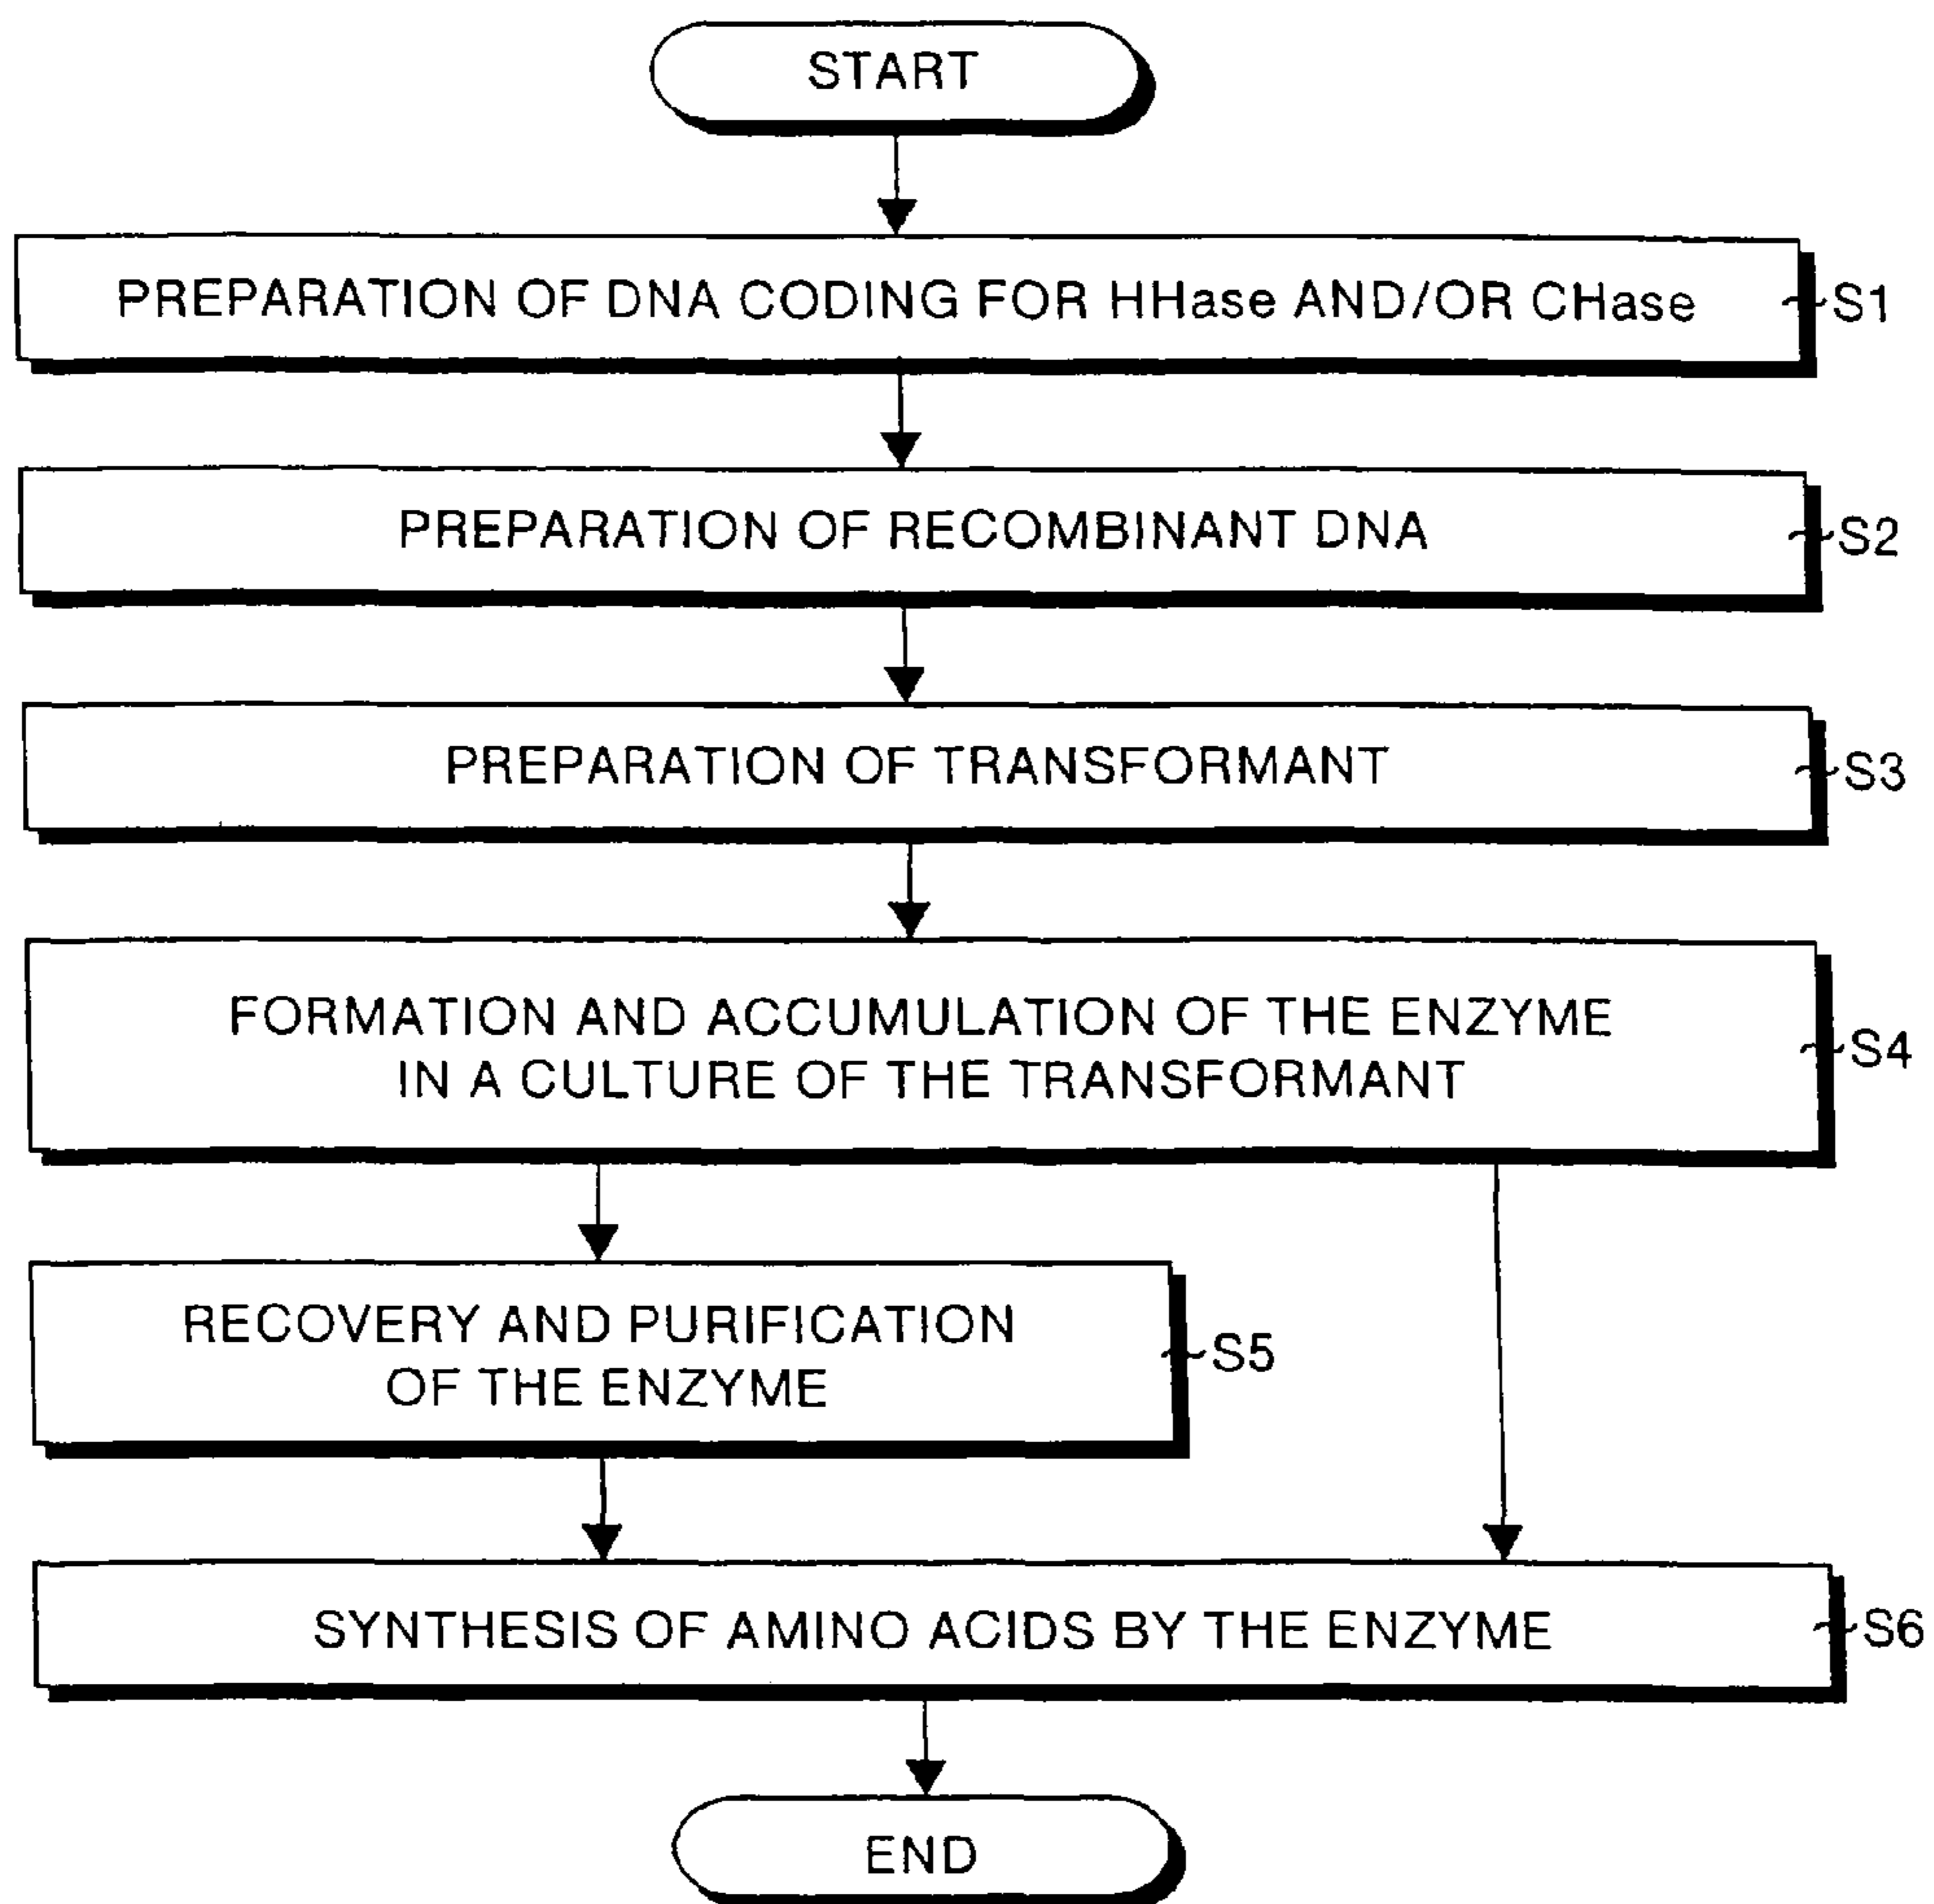 START
PREPARATION OF DNA CODING FOR HHase AND/OR CHase
S1
PREPARATION OF RECOMBINANT DNA
S2
PREPARATION OF TRANSFORMANT
S3
FORMATION AND ACCUMULATION OF THE ENZYME
IN A CULTURE OF THE TRANSFORMANT
S4
RECOVERY AND PURIFICATION
OF THE ENZYME
S5
SYNTHESIS OF AMINO ACIDS BY THE ENZYME
S6
END